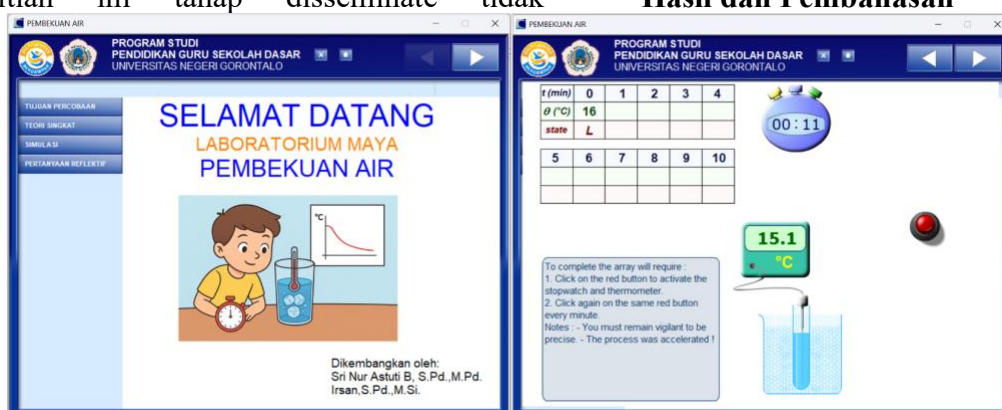 ini tahap disseminate tidak
PEMBEKUAN AIR
PROGRAM STUDI
PENDIDIKAN GURU SEKOLAH DASAR
UNIVERSITAS NEGERI GORONTALO
TUJUAN PERCOBAAN
TEORI SINGKAT
SIMULASI
PERTANYAAN REFLEKTIF
SELAMAT DATANG
LABORATORIUM MAYA
PEMBEKUAN AIR
°C
Dikembangkan oleh:
Sri Nur Astuti B, S.Pd.,M.Pd.
Irsan,S.Pd.,M.Si.
PEMBEKUAN AIR
PROGRAM STUDI
PENDIDIKAN GURU SEKOLAH DASAR
UNIVERSITAS NEGERI GORONTALO
t (min) 0 1 2 3 4
θ (°C) 16
state L
5 6 7 8 9 10
00:11
15.1
°C
To complete the array will require :
1. Click on the red button to activate the
stopwatch and thermometer.
2. Click again on the same red button
every minute.
Notes : - You must remain vigilant to be
precise. - The process was accelerated !